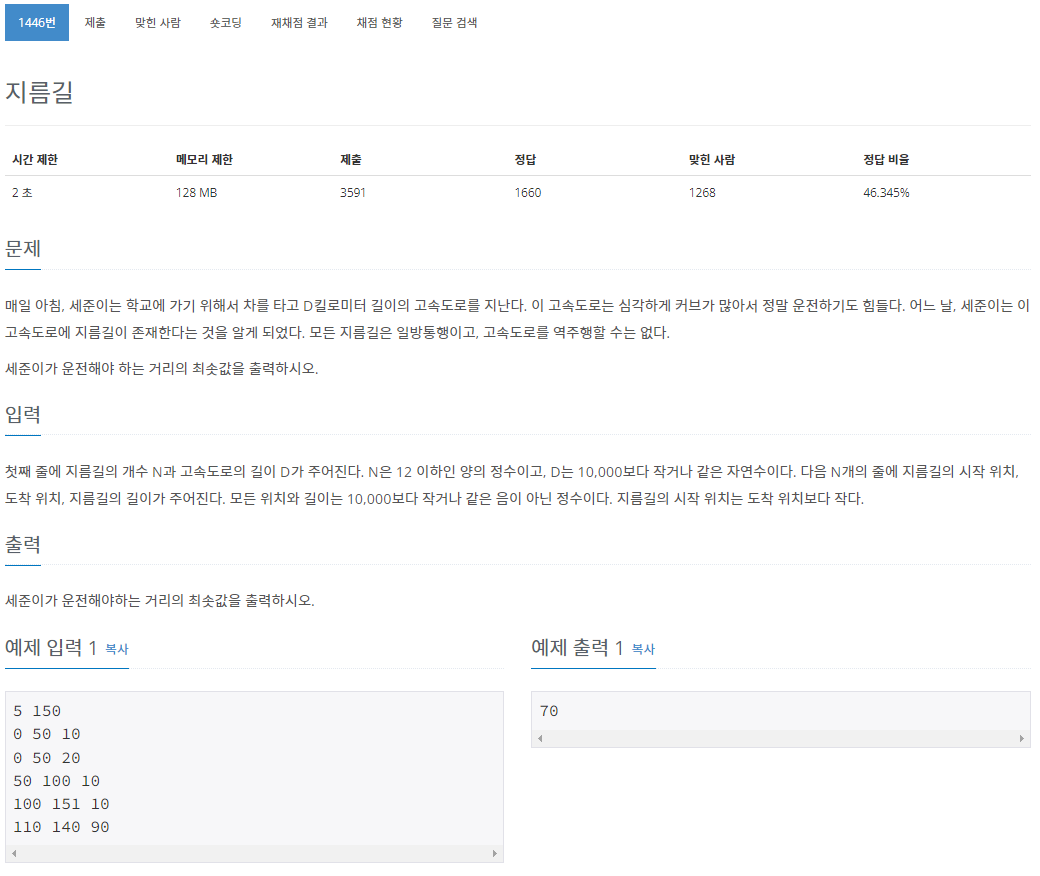 1446번 제출 맞힌 사람 숏코딩 재채점 결과 채점 현황 질문 검색
지름길
시간 제한 메모리 제한 제출 정답 맞힌 사람 정답 비율
2 초 128 MB 3591 1660 1268 46.345%
문제
매일 아침, 세준이는 학교에 가기 위해서 차를 타고 D킬로미터 길이의 고속도로를 지난다. 이 고속도로는 심각하게 커브가 많아서 정말 운전하기도 힘들다. 어느 날, 세준이는 이
고속도로에 지름길이 존재한다는 것을 알게 되었다. 모든 지름길은 일방통행이고, 고속도로를 역주행할 수는 없다.
세준이가 운전해야 하는 거리의 최솟값을 출력하시오.
입력
첫째 줄에 지름길의 개수 N과 고속도로의 길이 D가 주어진다. N은 12 이하인 양의 정수이고, D는 10,000보다 작거나 같은 자연수이다. 다음 N개의 줄에 지름길의 시작 위치,
도착 위치, 지름길의 길이가 주어진다. 모든 위치와 길이는 10,000보다 작거나 같은 음이 아닌 정수이다. 지름길의 시작 위치는 도착 위치보다 작다.
출력
세준이가 운전해야하는 거리의 최솟값을 출력하시오.
예제 입력 1 복사
5 150
0 50 10
0 50 20
50 100 10
100 151 10
110 140 90
예제 출력 1 복사
70